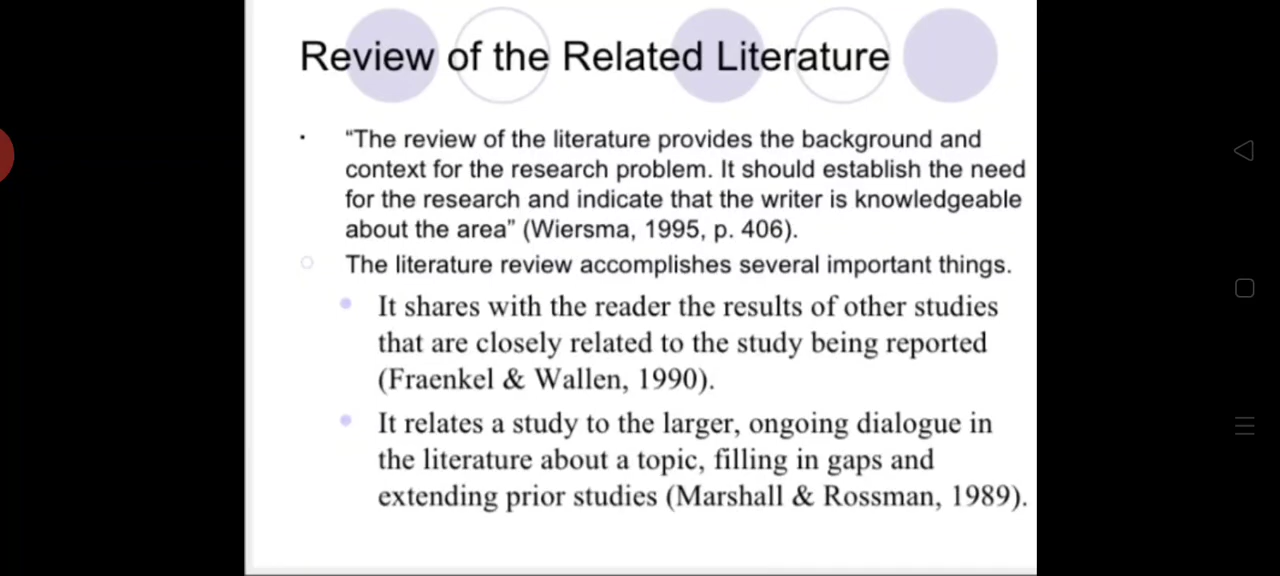 Review of the Related Literature
“The review of the literature provides the background and
context for the research problem. It should establish the need
for the research and indicate that the writer is knowledgeable
about the area” (Wiersma, 1995, p. 406).
The literature review accomplishes several important things.
It shares with the reader the results of other studies
that are closely related to the study being reported
(Fraenkel & Wallen, 1990).
It relates a study to the larger, ongoing dialogue in
the literature about a topic, filling in gaps and
extending prior studies (Marshall & Rossman, 1989).